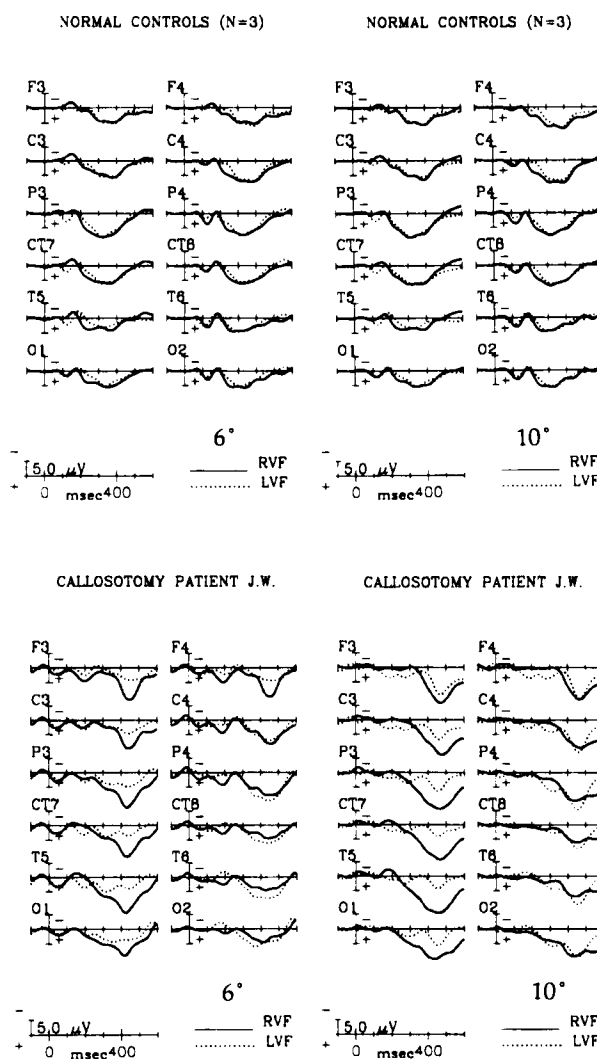 NORMAL CONTROLS (N=3)
NORMAL CONTROLS (N=3)
F3 − +
F4 − +
F3 − +
F4 − +
C3 − +
C4 − +
C3 − +
C4 − +
P3 − +
P4 − +
P3 − +
P4 − +
CT7 − +
CT8 − +
CT7 − +
CT8 − +
T5 − +
T6 − +
T5 − +
T6 − +
O1 − +
O2 − +
O1 − +
O2 − +
6°
10°
− 5.0 μV +
0 msec 400
RVF
LVF
− 5.0 μV +
0 msec 400
RVF
LVF
CALLOSOTOMY PATIENT J.W.
CALLOSOTOMY PATIENT J.W.
F3 − +
F4 − +
F3 − +
F4 − +
C3 − +
C4 − +
C3 − +
C4 − +
P3 − +
P4 − +
P3 − +
P4 − +
CT7 − +
CT8 − +
CT7 − +
CT8 − +
T5 − +
T6 − +
T5 − +
T6 − +
O1 − +
O2 − +
O1 − +
O2 − +
6°
10°
− 5.0 μV +
0 msec 400
RVF
LVF
− 5.0 μV +
0 msec 400
RVF
LVF